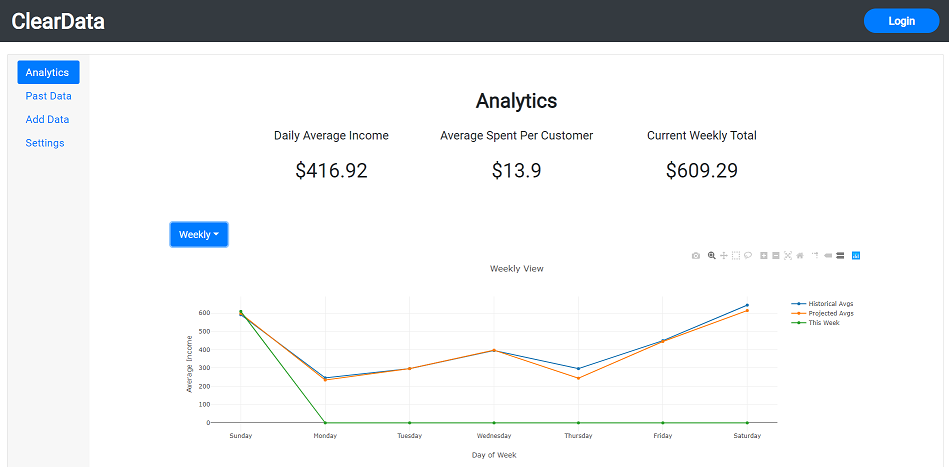 ClearData
Login
Analytics
Past Data
Add Data
Settings
Analytics
Daily Average Income
Average Spent Per Customer
Current Weekly Total
$416.92
$13.9
$609.29
Weekly
Weekly View
Historical Avgs
Projected Avgs
This Week
Average Income
600
500
400
300
200
100
0
Sunday
Monday
Tuesday
Wednesday
Thursday
Friday
Saturday
Day of Week